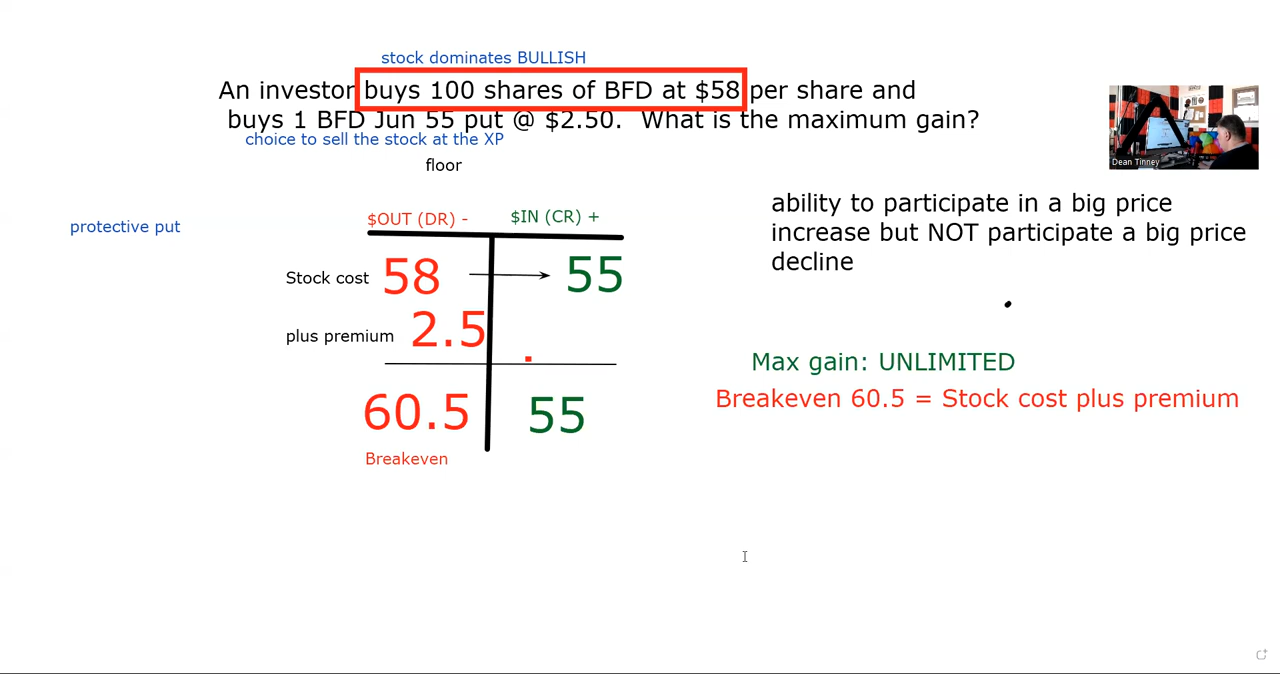 stock dominates BULLISH
An investor buys 100 shares of BFD at $58 per share and
buys 1 BFD Jun 55 put @ $2.50. What is the maximum gain?
choice to sell the stock at the XP
floor
Dean Tinney
ability to participate in a big price
increase but NOT participate a big price
decline
protective put
$OUT (DR) - $IN (CR) +
Stock cost 58 55
plus premium 2.5
60.5 55
Breakeven
Max gain: UNLIMITED
Breakeven 60.5 = Stock cost plus premium